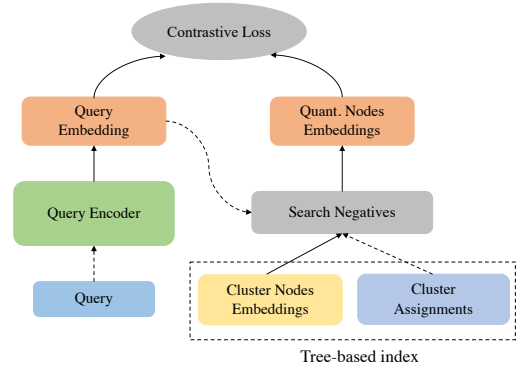 Contrastive Loss
Query
Embedding
Quant. Nodes
Embeddings
Query Encoder
Search Negatives
Query
Cluster Nodes
Embeddings
Cluster
Assignments
Tree-based index